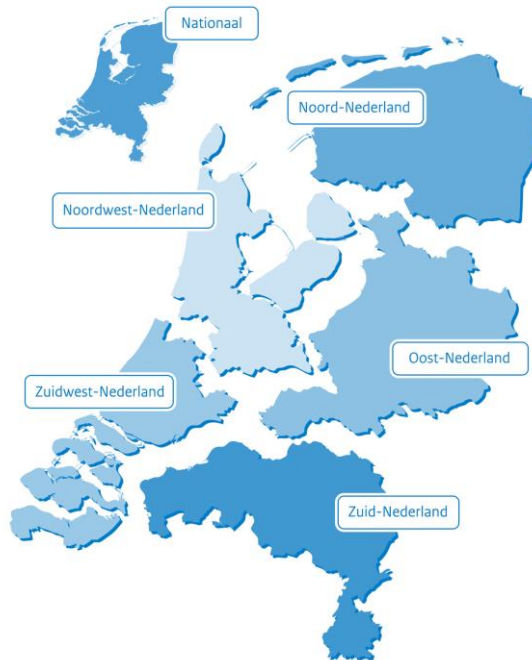 Nationaal
Noord-Nederland
Noordwest-Nederland
Oost-Nederland
Zuidwest-Nederland
Zuid-Nederland